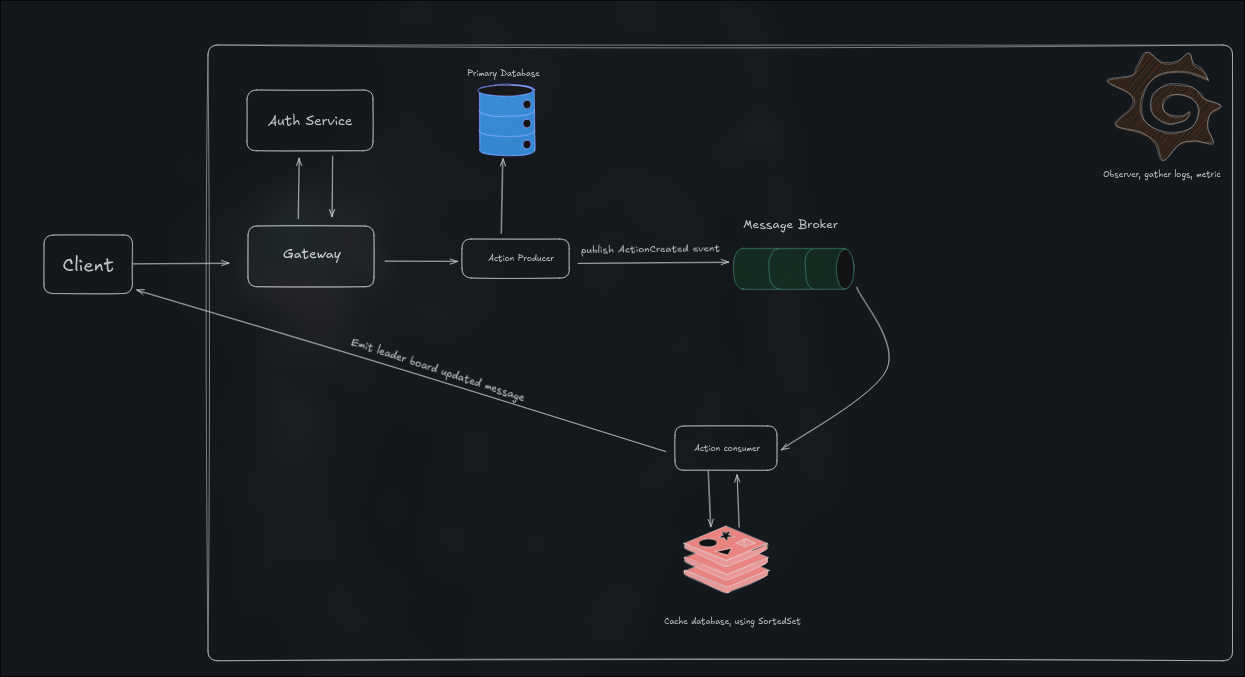 Primary Database
Auth Service
Observer, gather logs, metric
Message Broker
Client
Gateway
Action Producer
publish ActionCreated event
Emit leader board updated message
Action consumer
Cache database, using SortedSet